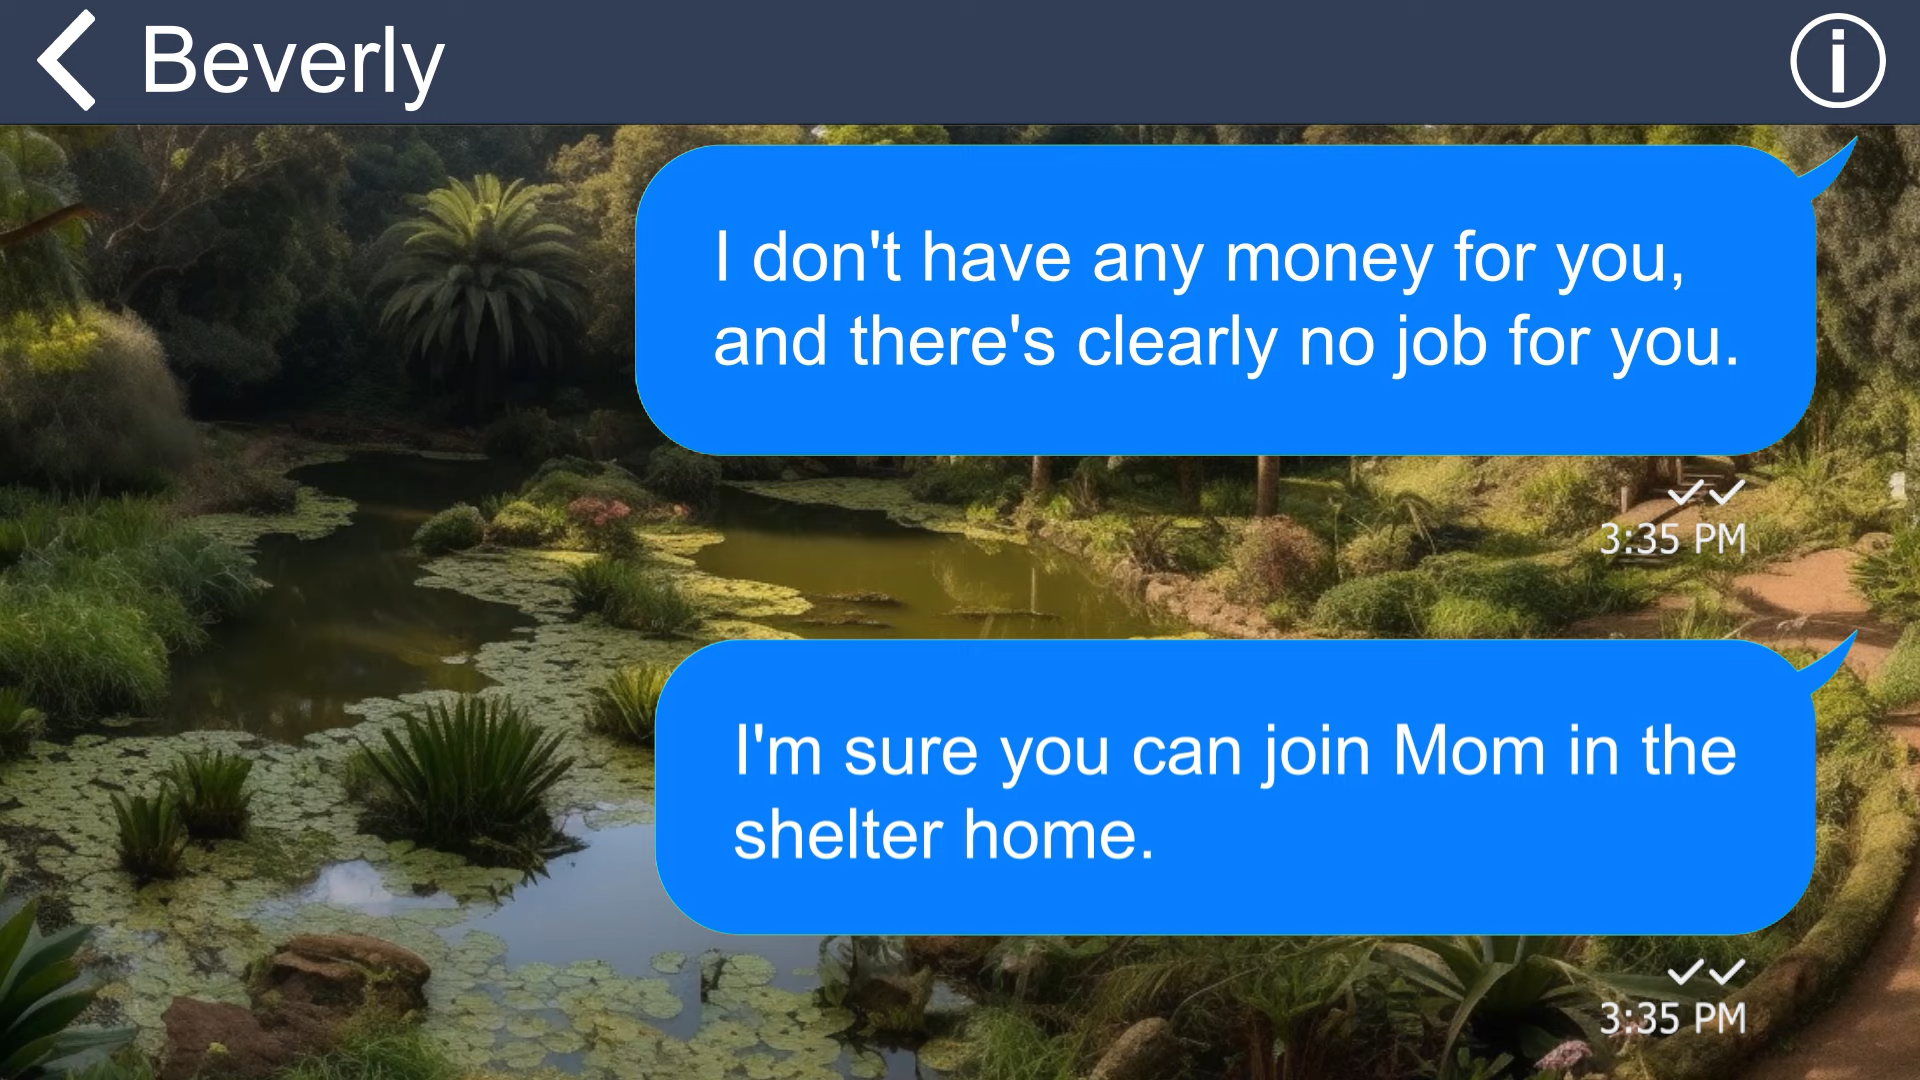 Beverly
I don't have any money for you,
and there's clearly no job for you.
3:35 PM
I'm sure you can join Mom in the
shelter home.
3:35 PM